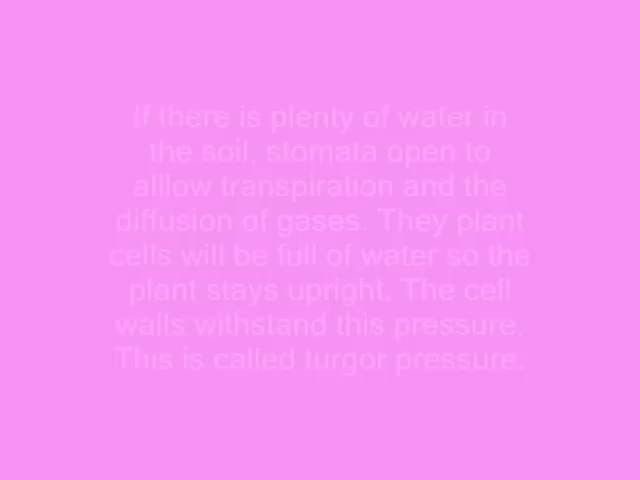 If there is plenty of water in
the soil, stomata open to
alllow transpiration and the
diffusion of gases. They plant
cells will be full of water so the
plant stays upright. The cell
walls withstand this pressure.
This is called turgor pressure.